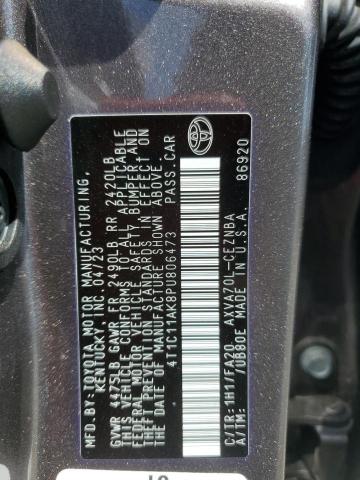 MFD. BY: TOYOTA MOTOR MANUFACTURING,
KENTUCKY, INC. 04/23
GVWR 4475LB GAWR FR 2490LB RR 2420LB
THIS VEHICLE CONFORMS TO ALL APPLICABLE
FEDERAL MOTOR VEHICLE SAFETY, BUMPER, AND
THEFT PREVENTION STANDARDS IN EFFECT ON
THE DATE OF MANUFACTURE SHOWN ABOVE.
4T1C11AK8PU806473 PASS. CAR
C/TR: 1H1/FA20 AXVA70L-CEZNBA
A/TM: /UB80E MADE IN U.S.A. 86920